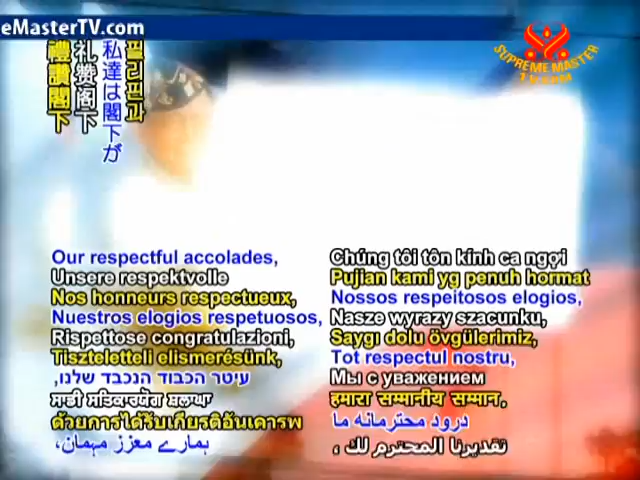 eMasterTV.com
SUPREME MASTER
TV.COM
필리핀과
私達は閣下が
礼赞阁下
禮讚閣下
Our respectful accolades,
Unsere respektvolle
Nos honneurs respectueux,
Nuestros elogios respetuosos,
Rispettose congratulazioni,
Tiszteletteli elismerésünk,
עיטר הכבוד הנכבד שלנו,
ਸਾਡੀ ਸਤਿਕਾਰਯੋਗ ਸ਼ਲਾਘਾ
ด้วยการได้รับเกียรติอันเคารพ
ہمارے معزز مہمان،
Chúng tôi tôn kính ca ngợi
Pujian kami yg penuh hormat
Nossos respeitosos elogios,
Nasze wyrazy szacunku,
Saygı dolu övgülerimiz,
Tot respectul nostru,
Мы с уважением
हमारा सम्मानीय सम्मान,
درود محترمانه ما
تقديرنا المحترم لك ،